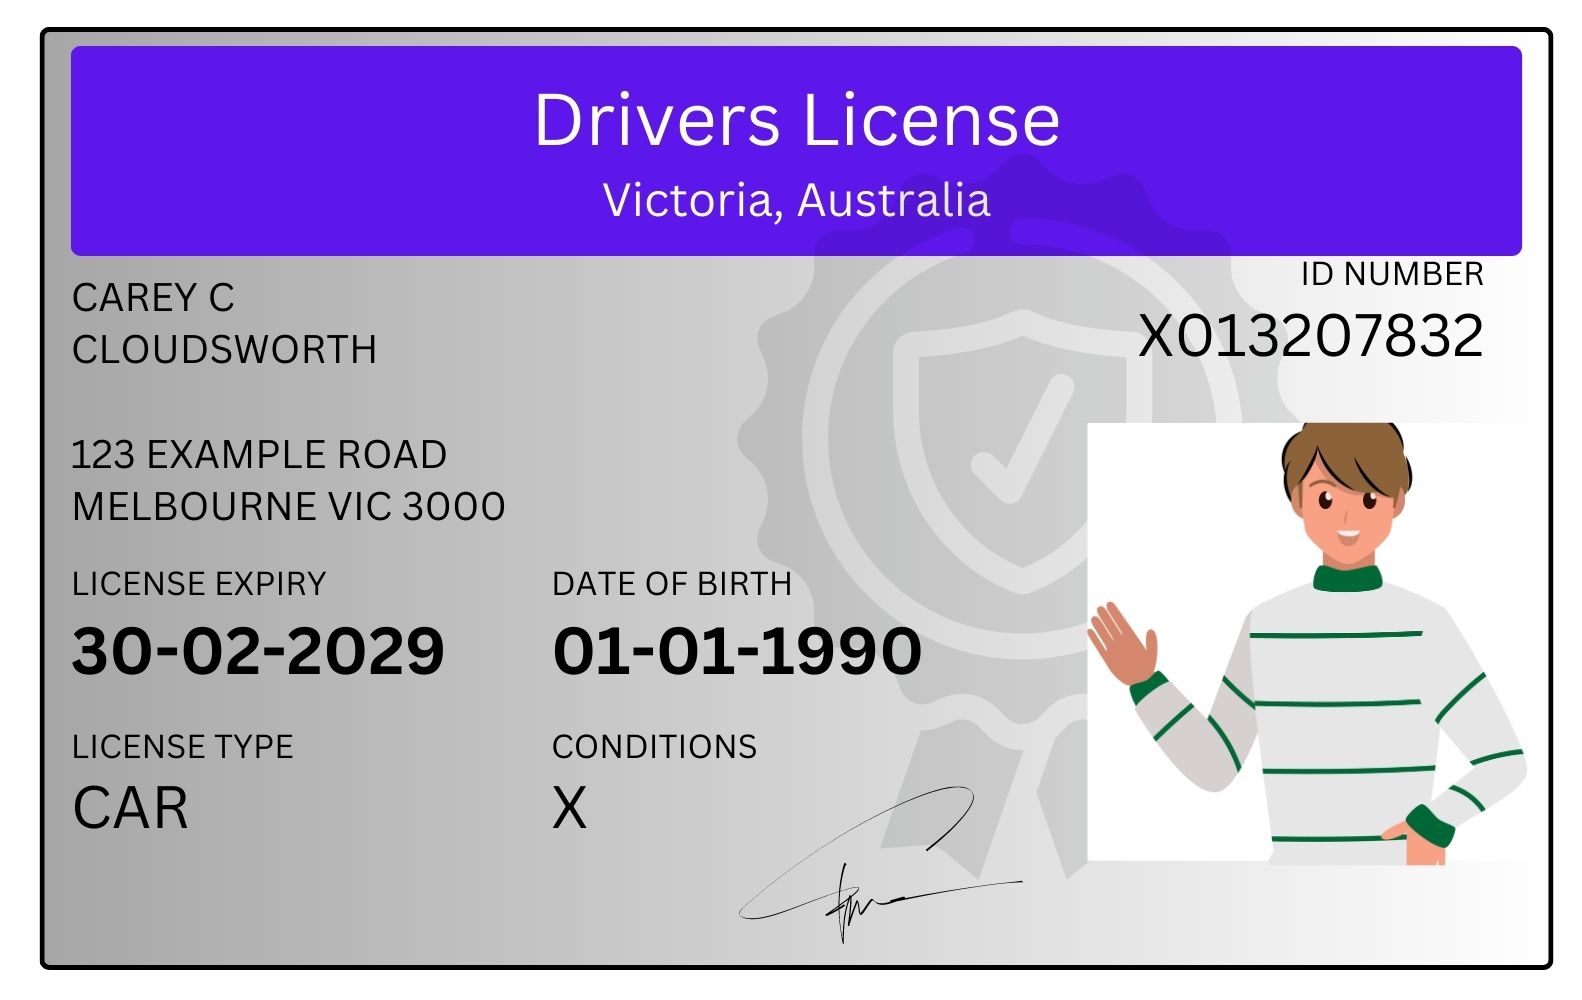 Drivers License
Victoria, Australia
CAREY C
CLOUDSWORTH
ID NUMBER
X013207832
123 EXAMPLE ROAD
MELBOURNE VIC 3000
LICENSE EXPIRY
30-02-2029
DATE OF BIRTH
01-01-1990
LICENSE TYPE
CAR
CONDITIONS
X